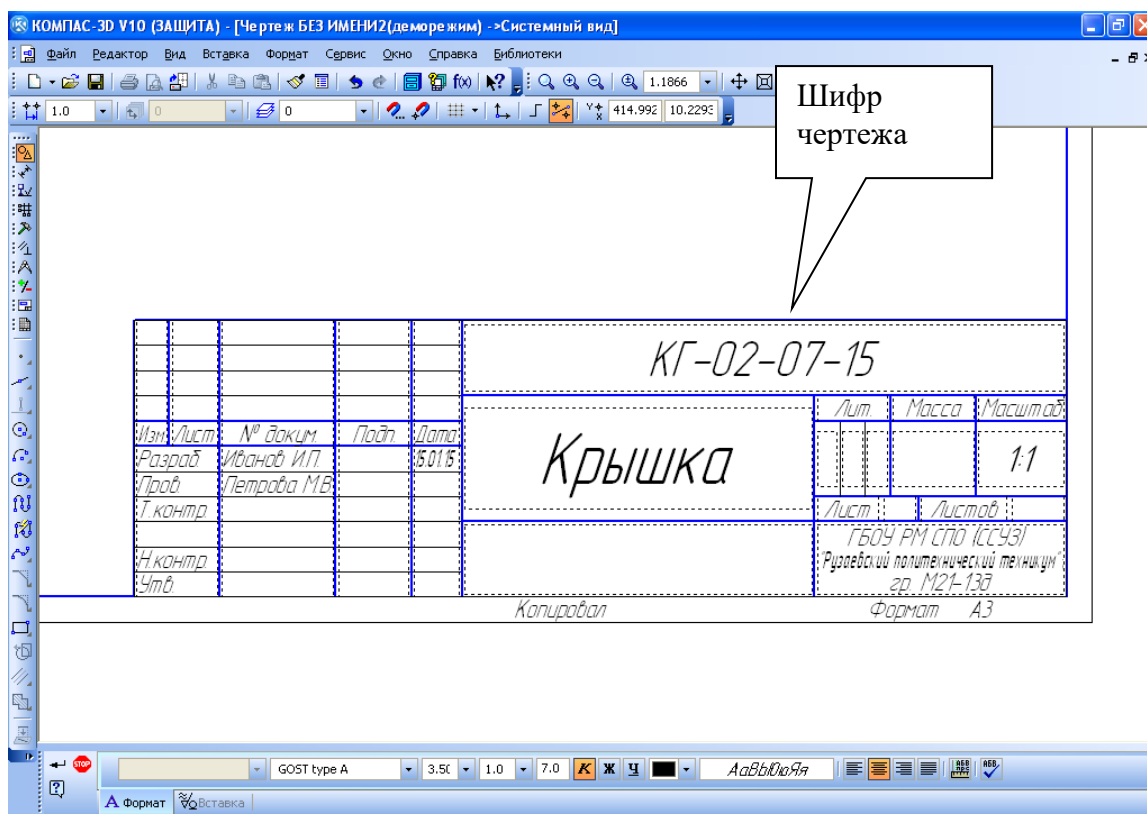 КОМПАС-3D V10 (ЗАЩИТА) - [Чертеж БЕЗ ИМЕНИ2(деморежим) ->Системный вид]
Файл Редактор Вид Вставка Формат Сервис Окно Справка Библиотеки
f(x) 1.1866
1.0 0 0 414.992 10.2293
Шифр
чертежа
КГ-02-07-15
Лит. Масса Масштаб
Изм. Лист № докум. Подп. Дата
Разраб. Иванов И.П. 15.01.15
Крышка
1:1
Пров. Петрова М.В.
Т.контр.
Лист Листов
ГБОУ РМ СПО (ССУЗ)
"Рузаевский политехнический техникум"
гр. М21-13д
Н.контр.
Утв.
Копировал Формат А3
STOP GOST type A 3.5 1.0 7.0 К Ж Ч АаВbБбЮюЯя
А Формат Вставка